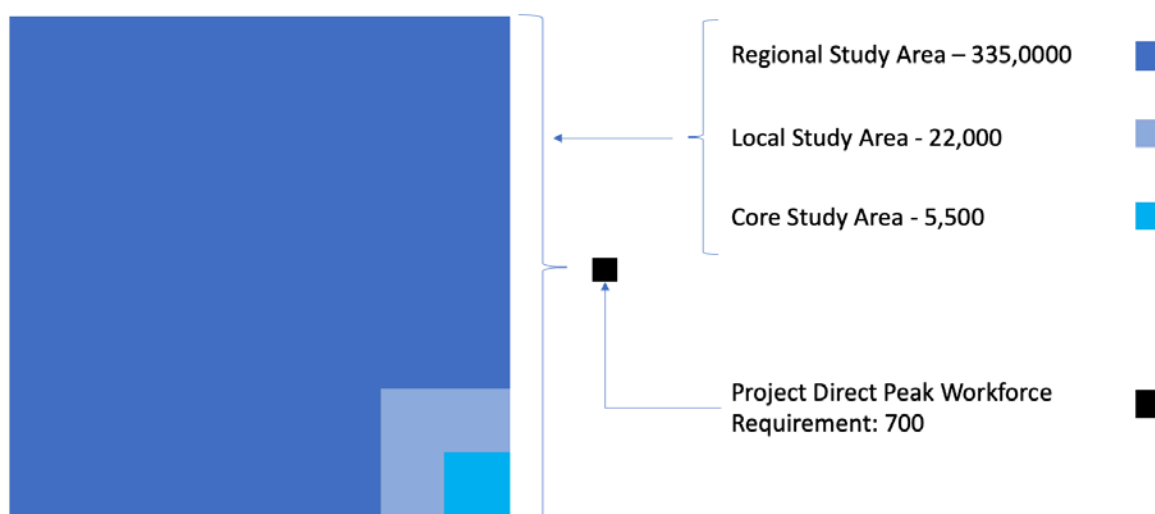 Regional Study Area – 335,0000
Local Study Area - 22,000
Core Study Area - 5,500
Project Direct Peak Workforce
Requirement: 700